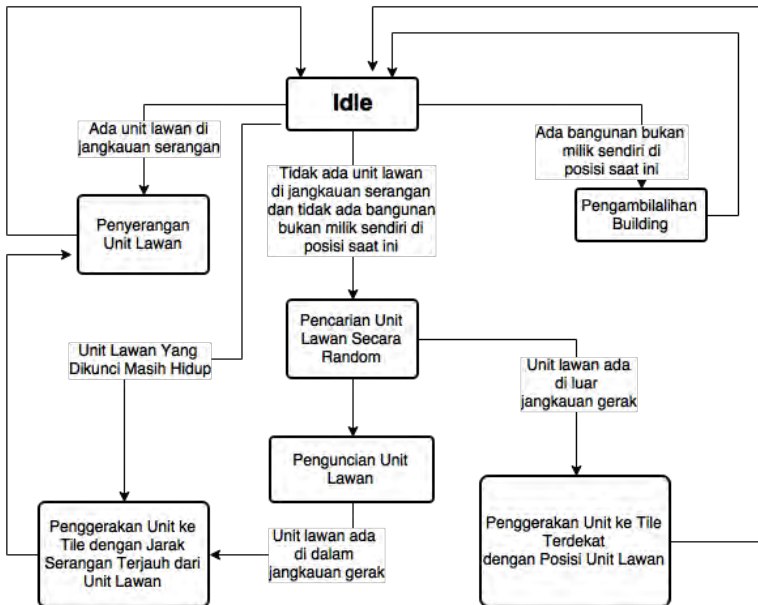 Idle
Ada unit lawan di
jangkauan serangan
Ada bangunan bukan
milik sendiri di
posisi saat ini
Tidak ada unit lawan
di jangkauan serangan
dan tidak ada bangunan
bukan milik sendiri di
posisi saat ini
Penyerangan
Unit Lawan
Pengambilalihan
Building
Pencarian Unit
Lawan Secara
Random
Unit Lawan Yang
Dikunci Masih Hidup
Unit lawan ada
di luar
jangkauan gerak
Penguncian Unit
Lawan
Penggerakan Unit ke
Tile dengan Jarak
Serangan Terjauh dari
Unit Lawan
Unit lawan ada
di dalam
jangkauan gerak
Penggerakan Unit ke Tile
Terdekat
dengan Posisi Unit Lawan